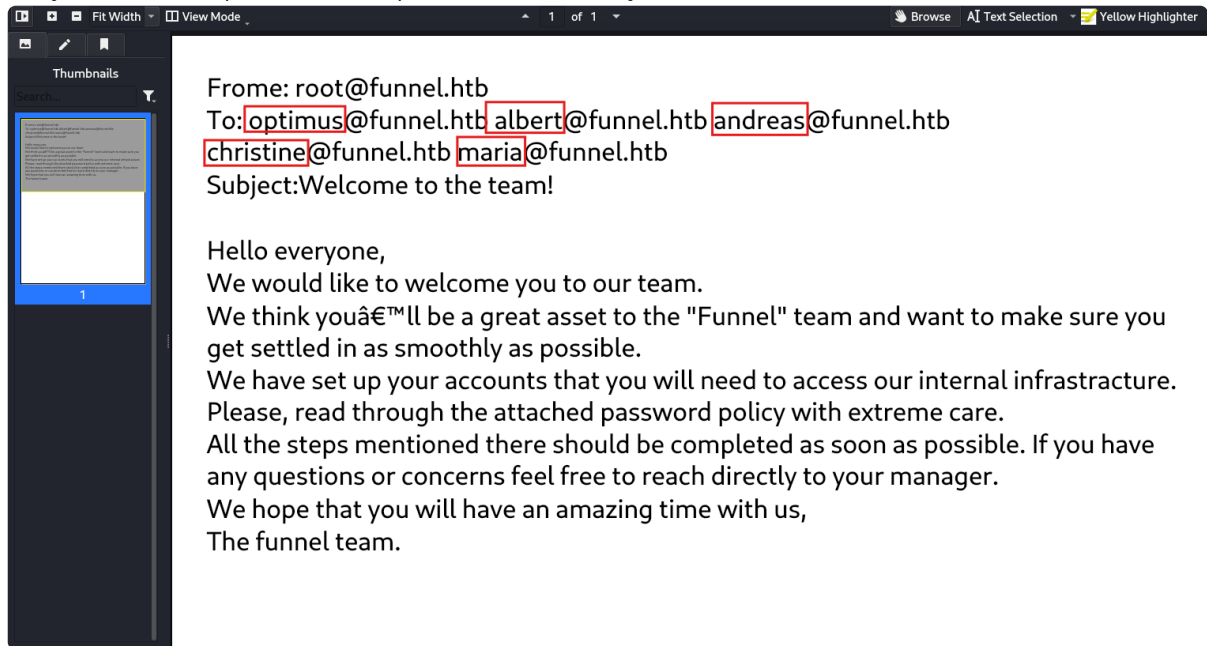 Fit Width
View Mode
1 of 1
Browse
Text Selection
Yellow Highlighter
Thumbnails
Search...
1
Frome: root@funnel.htb
To: optimus@funnel.htb albert@funnel.htb andreas@funnel.htb
christine@funnel.htb maria@funnel.htb
Subject:Welcome to the team!
Hello everyone,
We would like to welcome you to our team.
We think youâ€™ll be a great asset to the "Funnel" team and want to make sure you
get settled in as smoothly as possible.
We have set up your accounts that you will need to access our internal infrastracture.
Please, read through the attached password policy with extreme care.
All the steps mentioned there should be completed as soon as possible. If you have
any questions or concerns feel free to reach directly to your manager.
We hope that you will have an amazing time with us,
The funnel team.